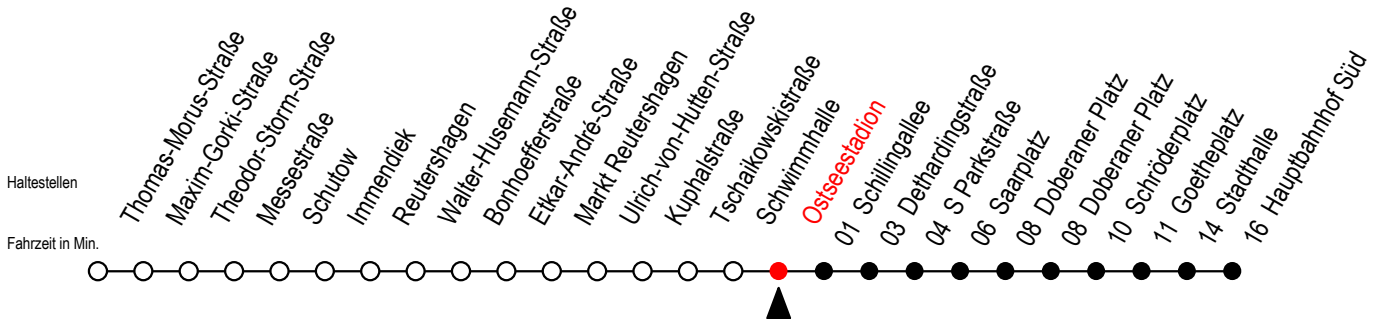 Haltestellen
Fahrzeit in Min.
Thomas-Morus-Straße
Maxim-Gorki-Straße
Theodor-Storm-Straße
Messestraße
Schutow
Immendiek
Reutershagen
Walter-Husemann-Straße
Bonhoefferstraße
Etkar-André-Straße
Markt Reutershagen
Ulrich-von-Hutten-Straße
Kuphalstraße
Tschaikowskistraße
Schwimmhalle
Ostseestadion
01 Schillingallee
03 Dethardingstraße
04 S Parkstraße
06 Saarplatz
08 Doberaner Platz
08 Doberaner Platz
10 Schröderplatz
11 Goetheplatz
14 Stadthalle
16 Hauptbahnhof Süd